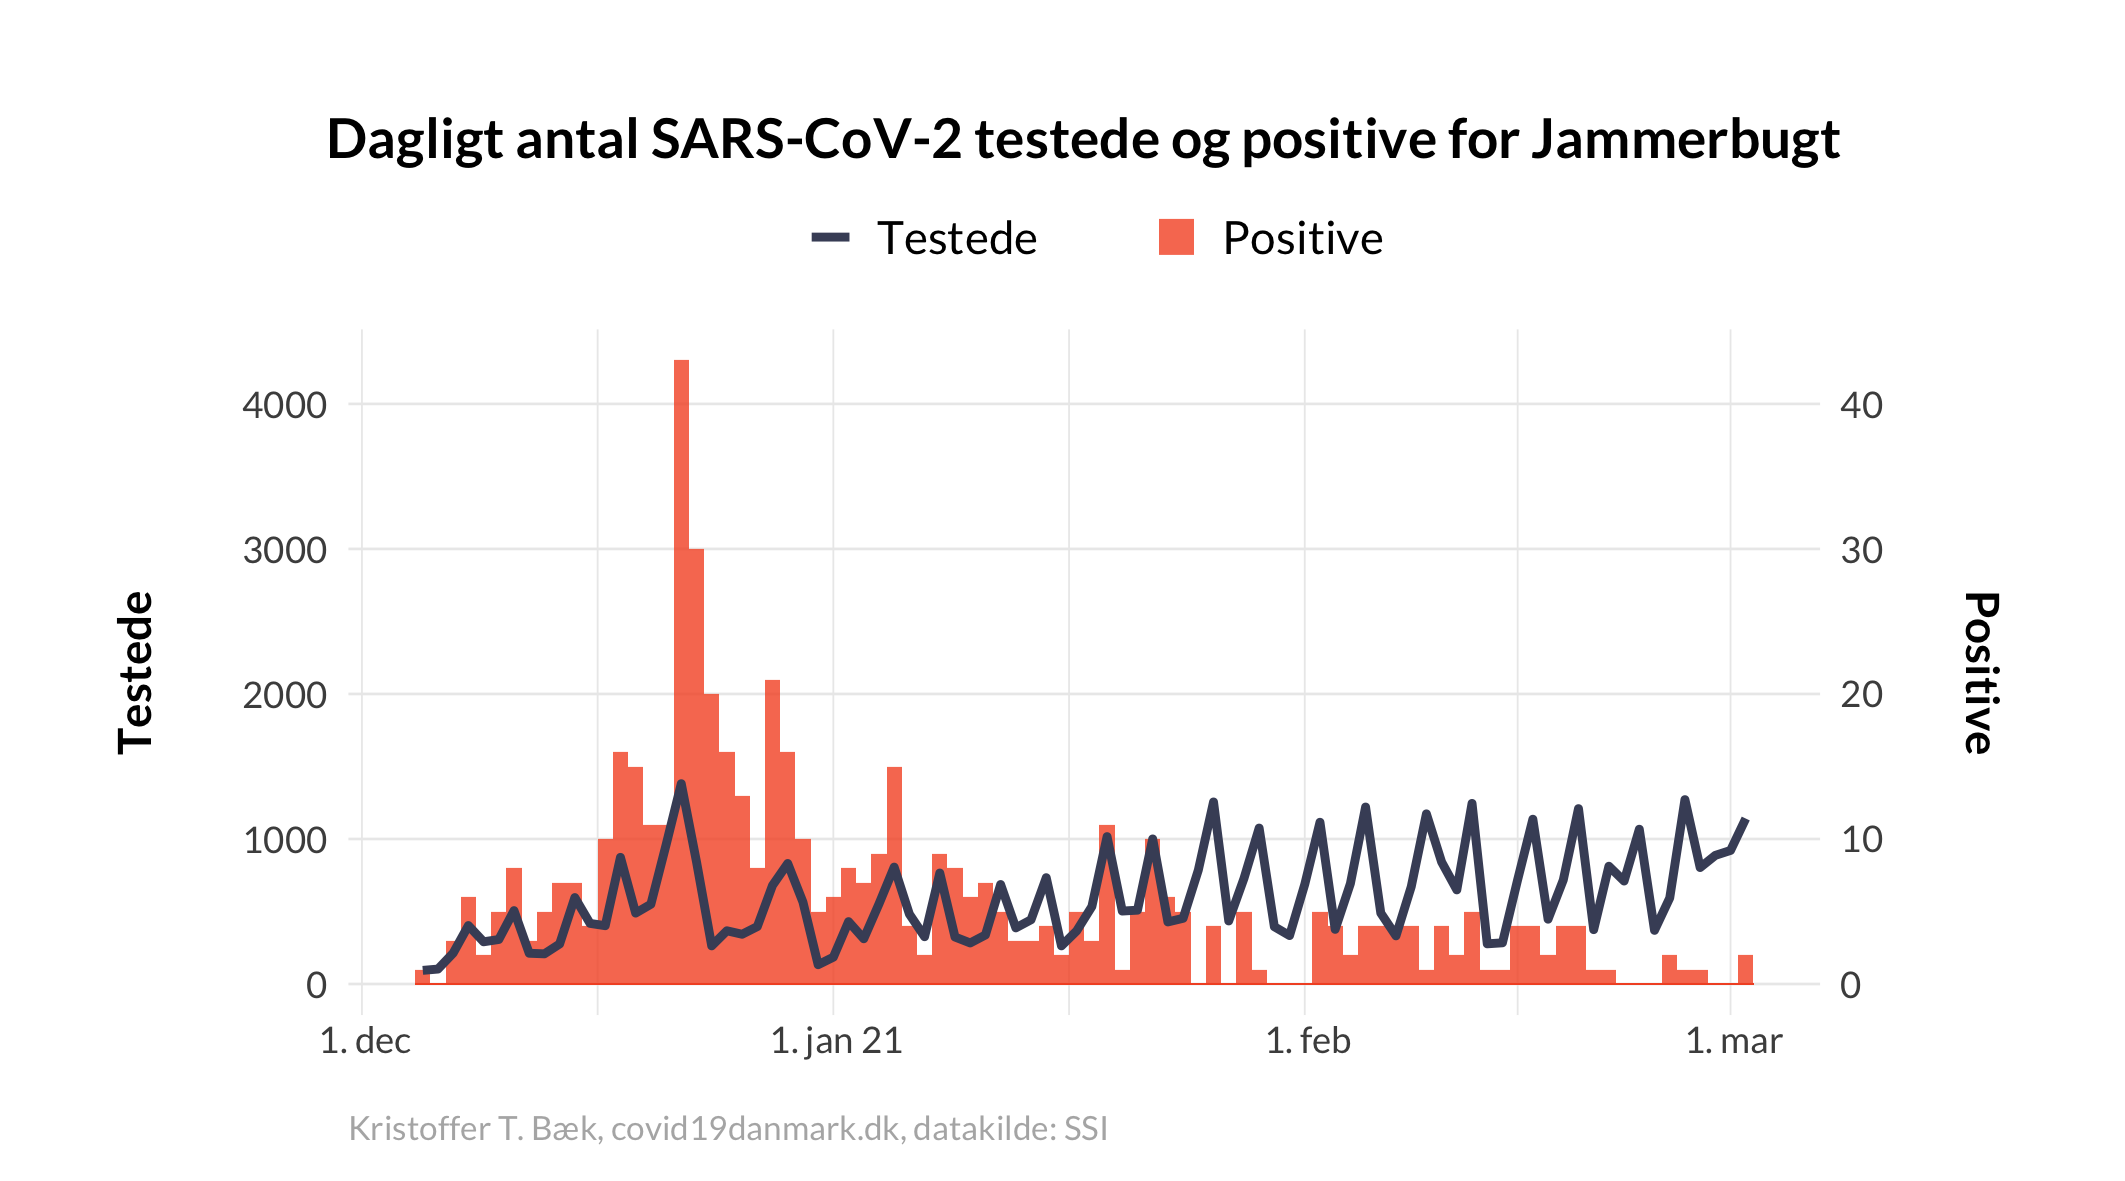 Dagligt antal SARS-CoV-2 testede og positive for Jammerbugt
Testede
Positive
4000
3000
2000
1000
0
40
30
20
10
0
Testede
Positive
1. dec
1. jan 21
1. feb
1. mar
Kristoffer T. Bæk, covid19danmark.dk, datakilde: SSI